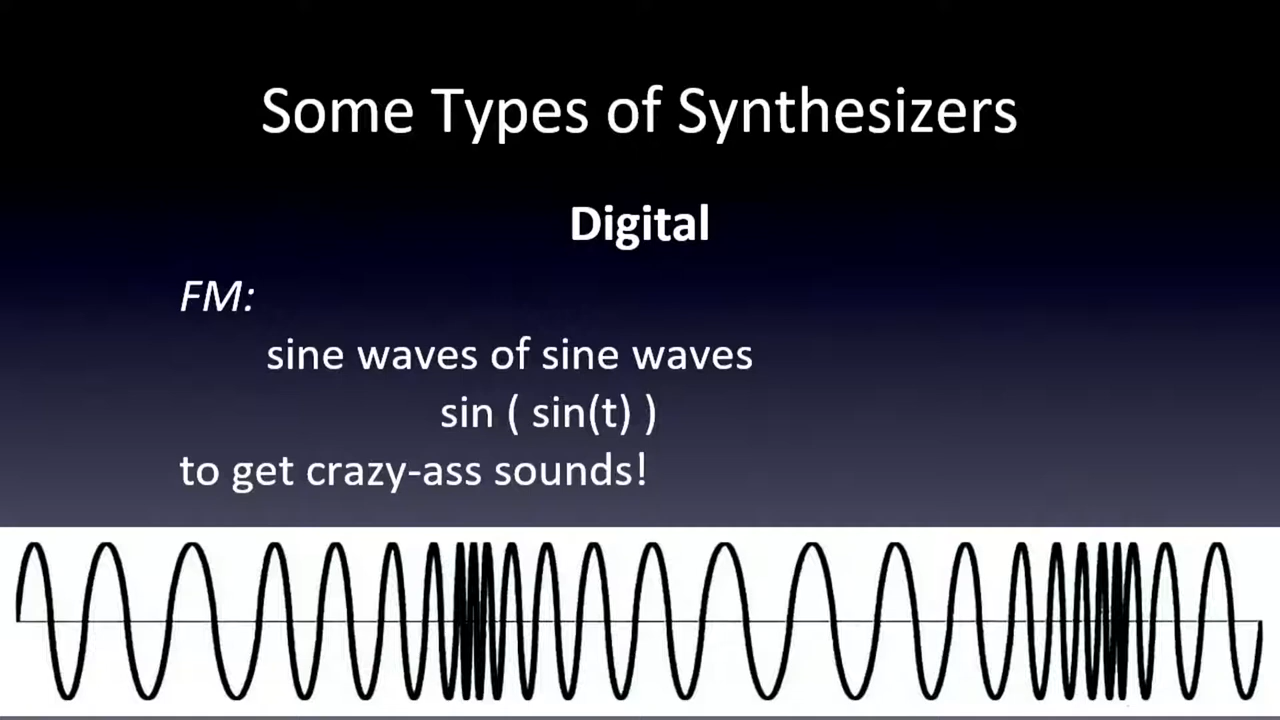 Some Types of Synthesizers
Digital
FM:
sine waves of sine waves
sin ( sin(t) )
to get crazy-ass sounds!